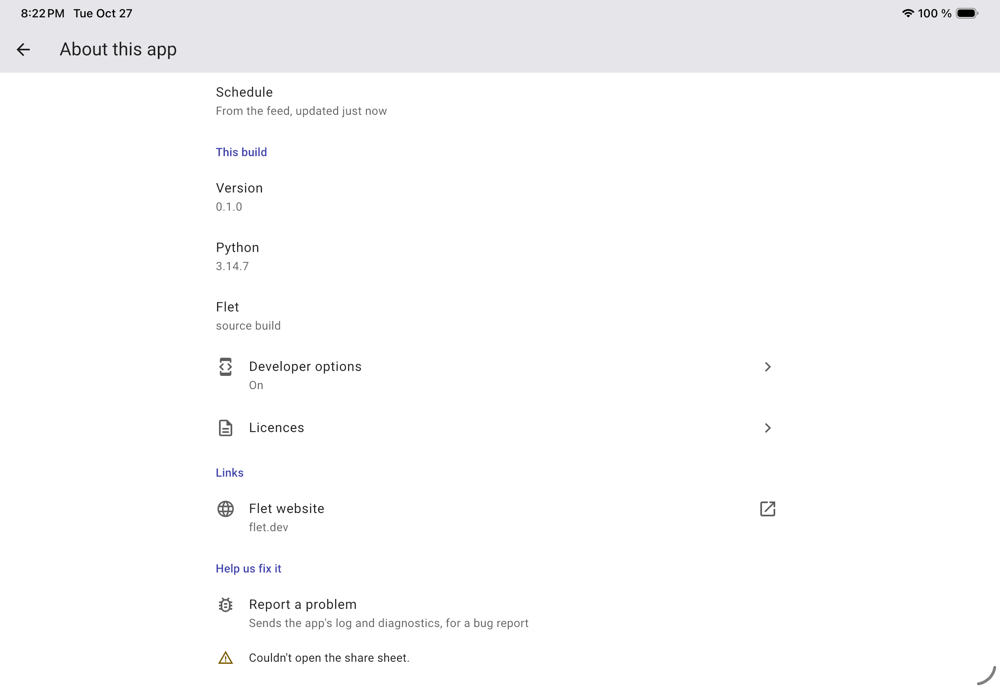 8:22 PM Tue Oct 27
100 %
About this app
Schedule
From the feed, updated just now
This build
Version
0.1.0
Python
3.14.7
Flet
source build
Developer options
On
Licences
Links
Flet website
flet.dev
Help us fix it
Report a problem
Sends the app's log and diagnostics, for a bug report
Couldn't open the share sheet.